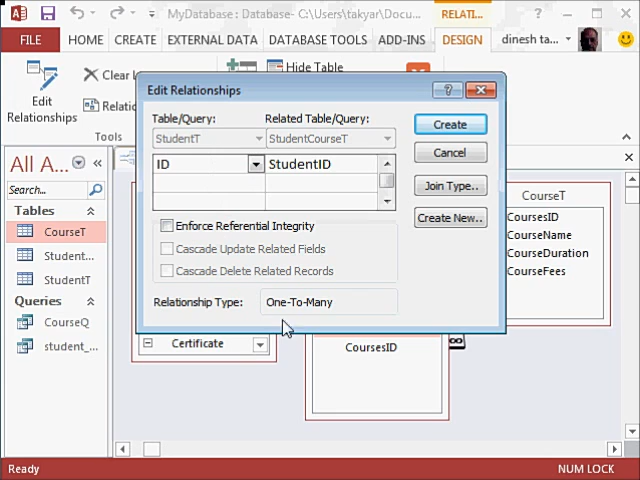 MyDatabase : Database- C:\Users\takyar\Docu...
RELATI...
FILE
HOME
CREATE
EXTERNAL DATA
DATABASE TOOLS
ADD-INS
DESIGN
dinesh ta...
Edit
Relationships
Clear
Relatio
Hide Table
Tools
Edit Relationships
Table/Query:
Related Table/Query:
StudentT
StudentCourseT
ID
StudentID
Enforce Referential Integrity
Cascade Update Related Fields
Cascade Delete Related Records
Relationship Type:
One-To-Many
Create
Cancel
Join Type..
Create New..
All A...
Search...
Tables
CourseT
Student...
StudentT
Queries
CourseQ
student_...
CourseT
CoursesID
CourseName
CourseDuration
CourseFees
Certificate
CoursesID
Ready
NUM LOCK